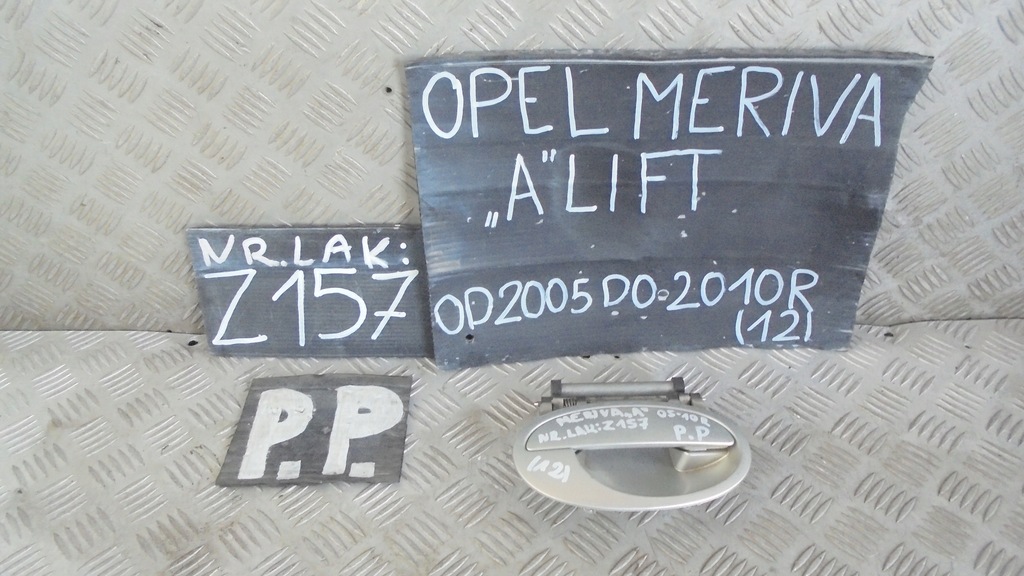 OPEL MERIVA
„A" LIFT
OD 2005 DO 2010R
(12)
NR.LAK:
Z157
P.P.
MERIVA„A" 05-10R
NR.LAK:Z157 P.P
(12)